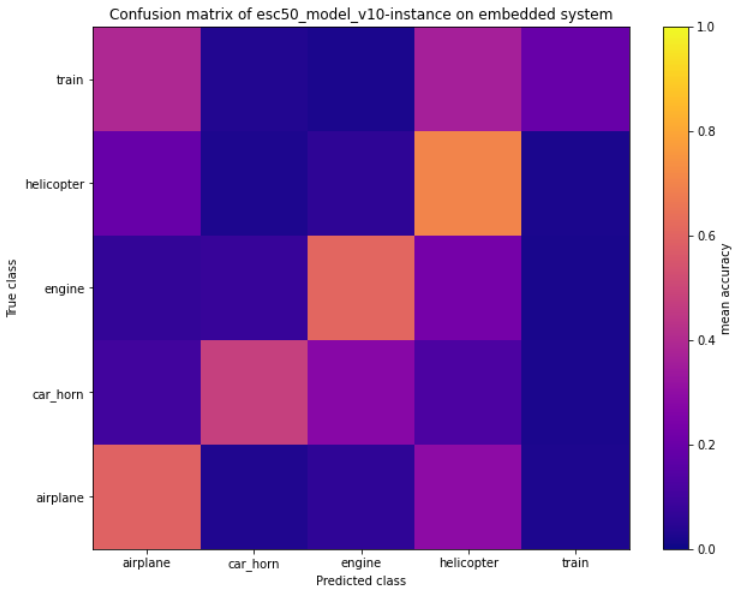 Confusion matrix of esc50_model_v10-instance on embedded system
train
helicopter
engine
car_horn
airplane
True class
airplane car_horn engine helicopter train
Predicted class
1.0
0.8
0.6
0.4
0.2
0.0
mean accuracy